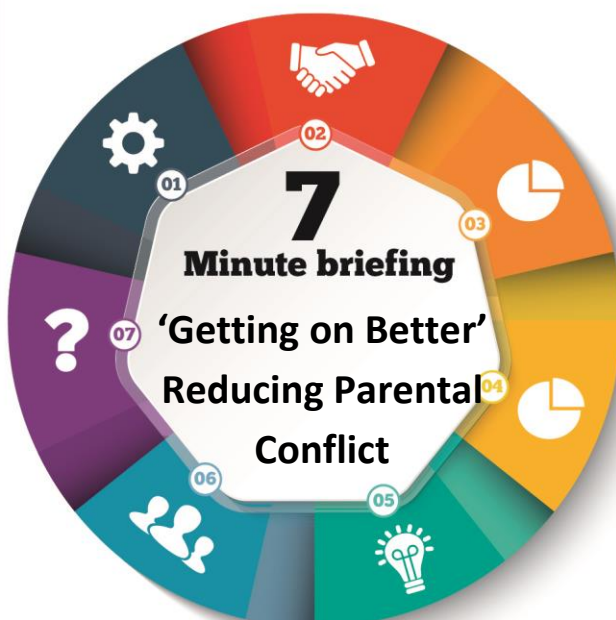 02
01
7
03
Minute briefing
‘Getting on Better’
07
Reducing Parental
04
Conflict
06
05
?